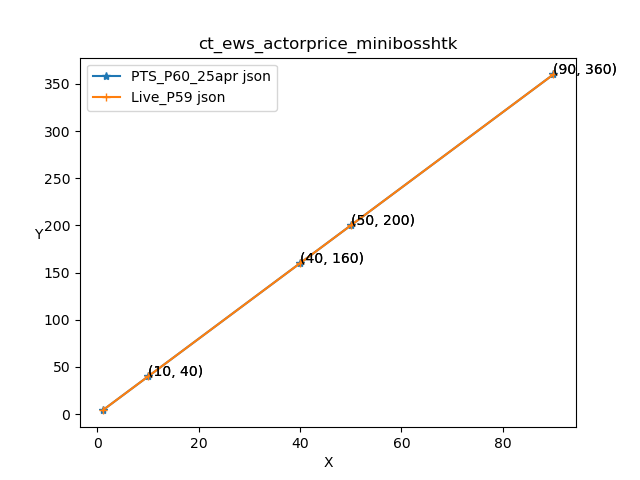 ct_ews_actorprice_minibosshtk
PTS_P60_25apr json
Live_P59 json
(90, 360)
(50, 200)
(40, 160)
(10, 40)
350
300
250
200
150
100
50
0
Y
0 20 40 60 80
X